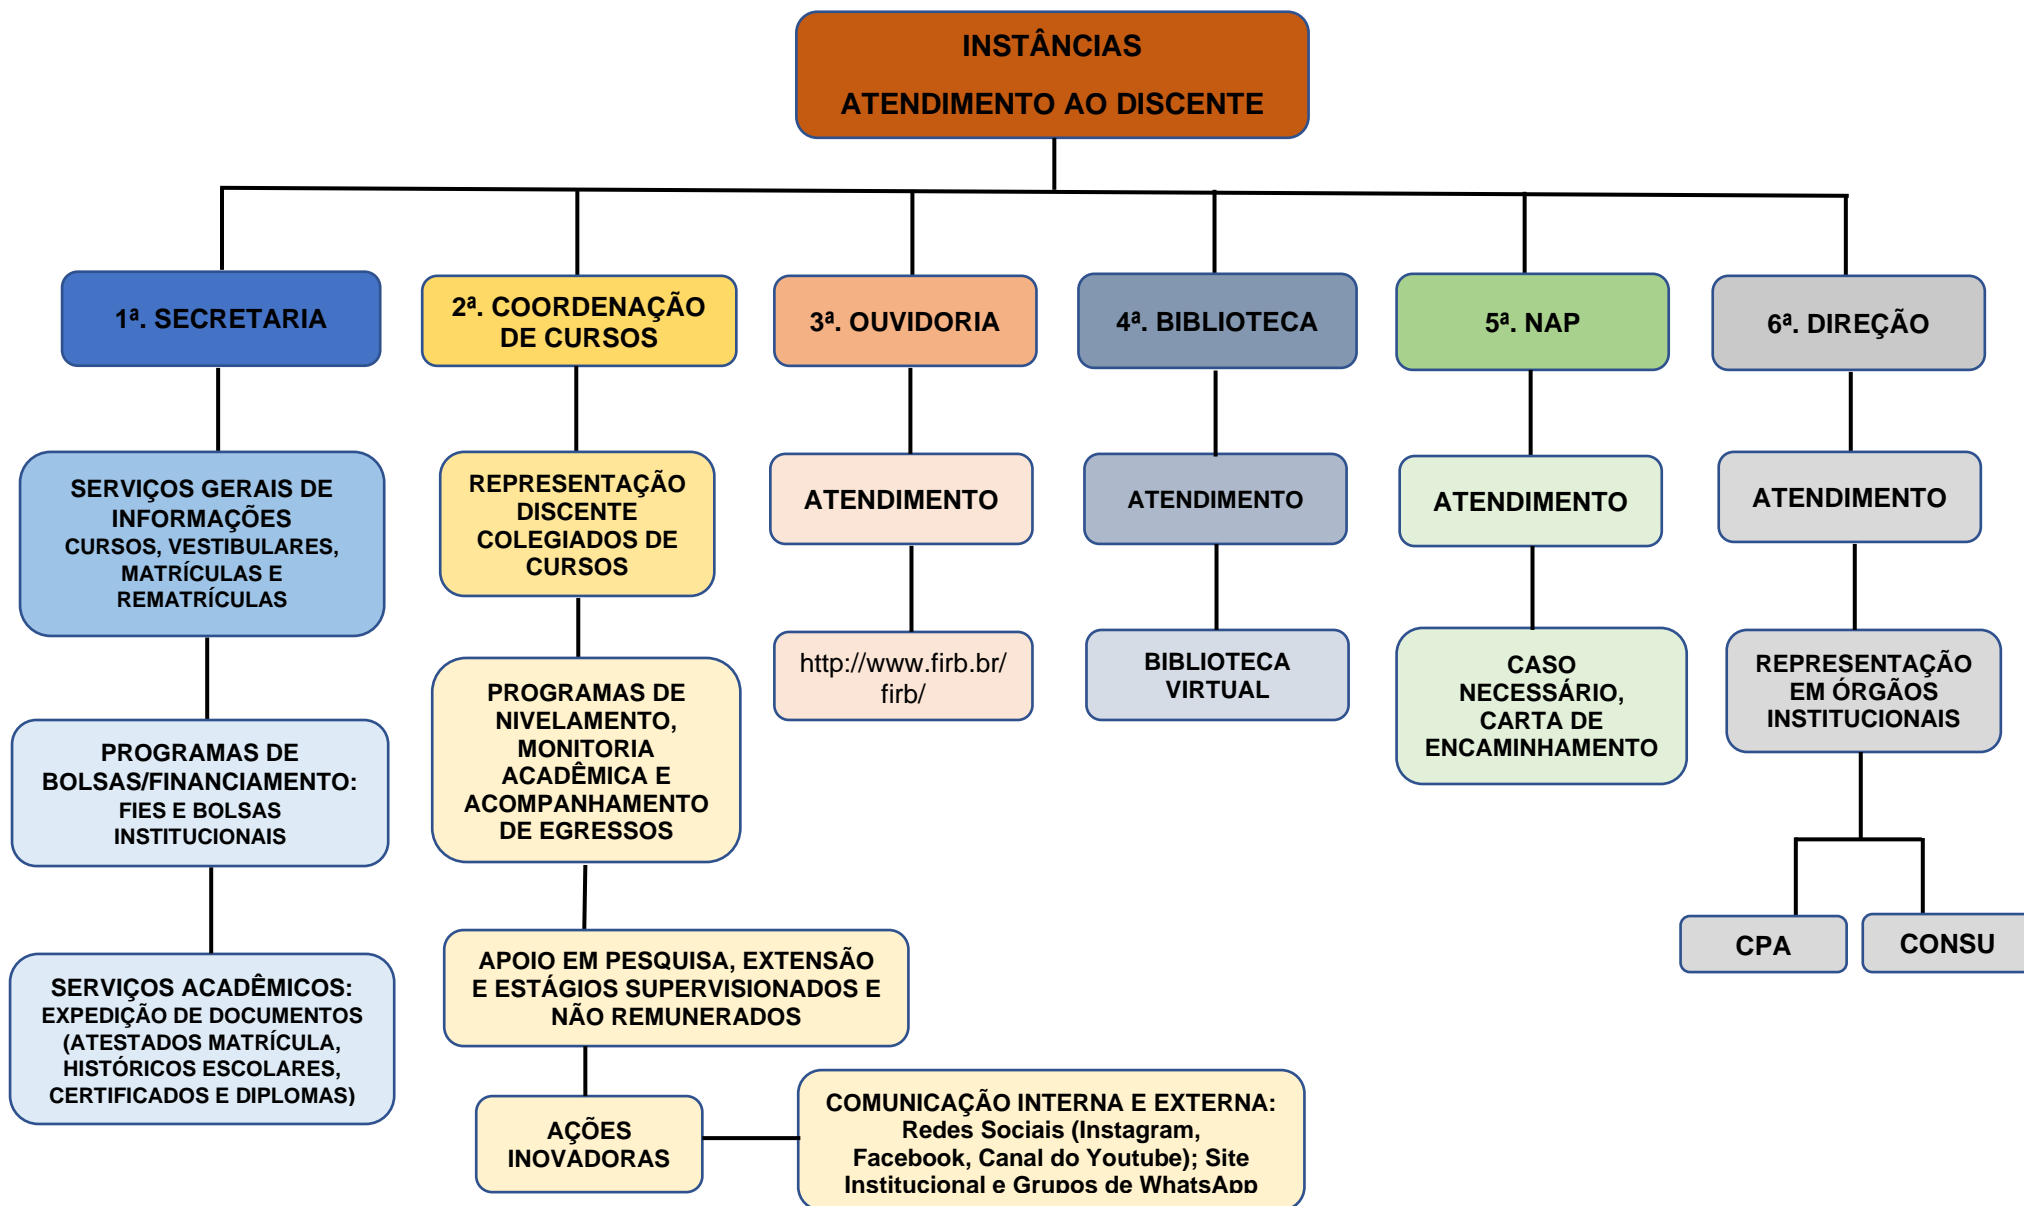 INSTÂNCIAS
ATENDIMENTO AO DISCENTE
1ª. SECRETARIA
2ª. COORDENAÇÃO
DE CURSOS
3ª. OUVIDORIA
4ª. BIBLIOTECA
5ª. NAP
6ª. DIREÇÃO
SERVIÇOS GERAIS DE
INFORMAÇÕES
CURSOS, VESTIBULARES,
MATRÍCULAS E
REMATRÍCULAS
REPRESENTAÇÃO
DISCENTE
COLEGIADOS DE
CURSOS
ATENDIMENTO
ATENDIMENTO
ATENDIMENTO
ATENDIMENTO
PROGRAMAS DE
BOLSAS/FINANCIAMENTO:
FIES E BOLSAS
INSTITUCIONAIS
PROGRAMAS DE
NIVELAMENTO,
MONITORIA
ACADÊMICA E
ACOMPANHAMENTO
DE EGRESSOS
http://www.firb.br/
firb/
BIBLIOTECA
VIRTUAL
CASO
NECESSÁRIO,
CARTA DE
ENCAMINHAMENTO
REPRESENTAÇÃO
EM ÓRGÃOS
INSTITUCIONAIS
CPA
CONSU
SERVIÇOS ACADÊMICOS:
EXPEDIÇÃO DE DOCUMENTOS
(ATESTADOS MATRÍCULA,
HISTÓRICOS ESCOLARES,
CERTIFICADOS E DIPLOMAS)
APOIO EM PESQUISA, EXTENSÃO
E ESTÁGIOS SUPERVISIONADOS E
NÃO REMUNERADOS
AÇÕES
INOVADORAS
COMUNICAÇÃO INTERNA E EXTERNA:
Redes Sociais (Instagram,
Facebook, Canal do Youtube); Site
Institucional e Grupos de WhatsApp